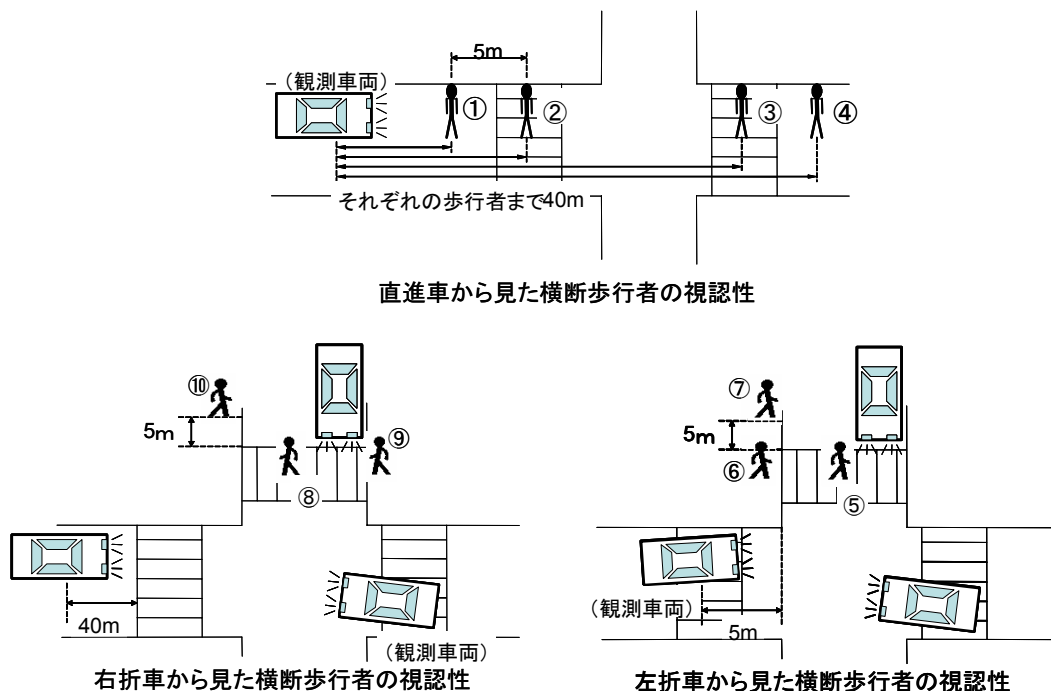 5m
(観測車両)
①
②
③
④
それぞれの歩行者まで40m
直進車から見た横断歩行者の視認性
⑩
5m
⑨
⑧
40m
(観測車両)
右折車から見た横断歩行者の視認性
⑦
5m
⑥
⑤
(観測車両)
5m
左折車から見た横断歩行者の視認性